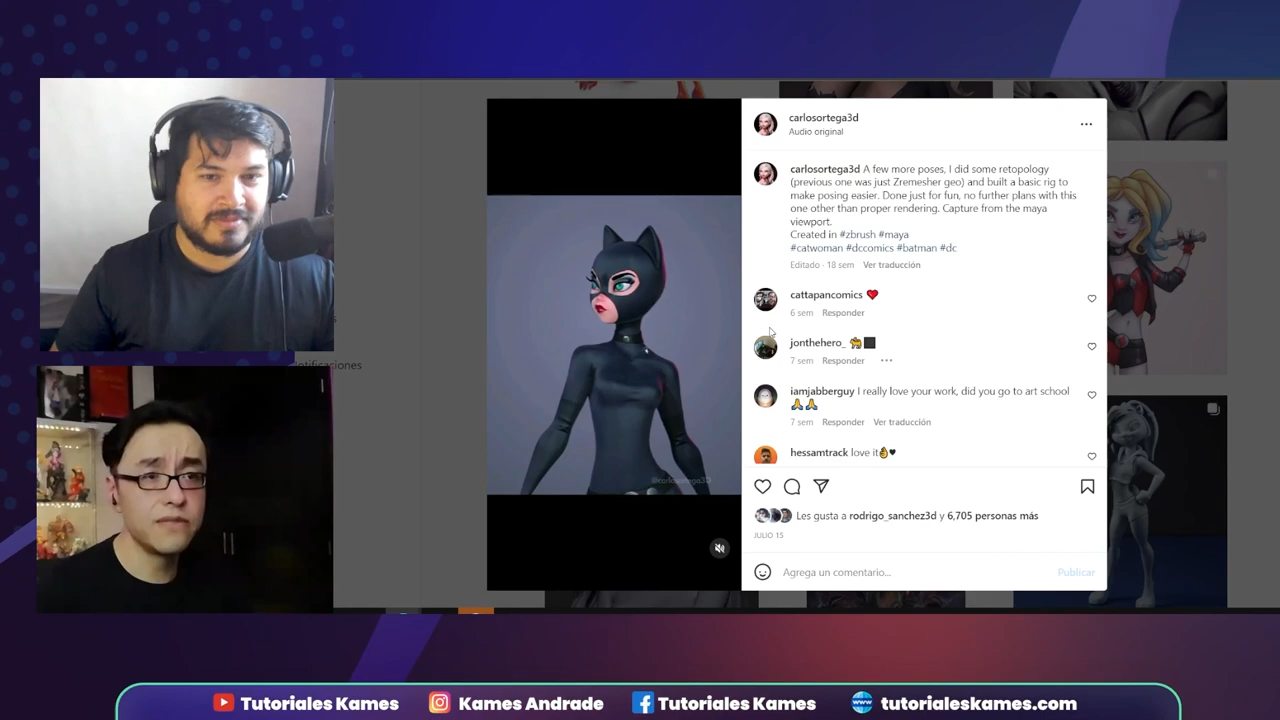 carlosortega3d
Audio original
carlosortega3d A few more poses, I did some retopology
(previous one was just Zremesher geo) and built a basic rig to
make posing easier. Done just for fun, no further plans with this
one other than proper rendering. Capture from the maya
viewport.
Created in #zbrush #maya
#catwoman #dccomics #batman #dc
Editado · 18 sem Ver traducción
cattapancomics ❤️
6 sem Responder
jonthehero_
7 sem Responder
iamjabberguy I really love your work, did you go to art school
🙏🙏
7 sem Responder Ver traducción
hessamtrack love it👌♥
Les gusta a rodrigo_sanchez3d y 6,705 personas más
JULIO 15
Agrega un comentario... Publicar
@carlosortega3D
Tutoriales Kames
Kames Andrade
Tutoriales Kames
tutorialeskames.com